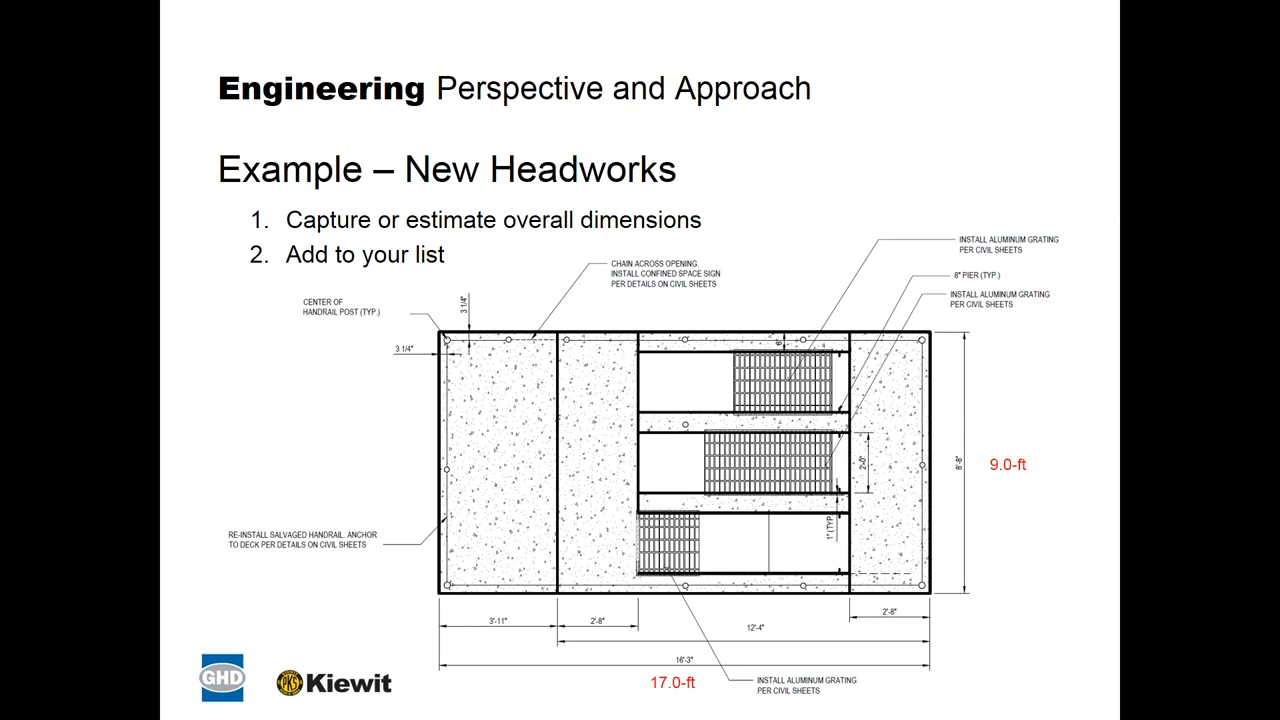 Engineering Perspective and Approach
Example – New Headworks
1. Capture or estimate overall dimensions
2. Add to your list
INSTALL ALUMINUM GRATING
PER CIVIL SHEETS
CHAIN ACROSS OPENING.
INSTALL CONFINED SPACE SIGN
PER DETAILS ON CIVIL SHEETS
8" PIER (TYP.)
INSTALL ALUMINUM GRATING
PER CIVIL SHEETS
CENTER OF
HANDRAIL POST (TYP.)
3 1/4"
3 1/4"
8"
2'-0"
8'-8"
9.0-ft
1" (TYP.
RE-INSTALL SALVAGED HANDRAIL. ANCHOR
TO DECK PER DETAILS ON CIVIL SHEETS
3'-11"
2'-8"
2'-8"
12'-4"
16'-3"
17.0-ft
INSTALL ALUMINUM GRATING
PER CIVIL SHEETS
GHD
PKS
Kiewit